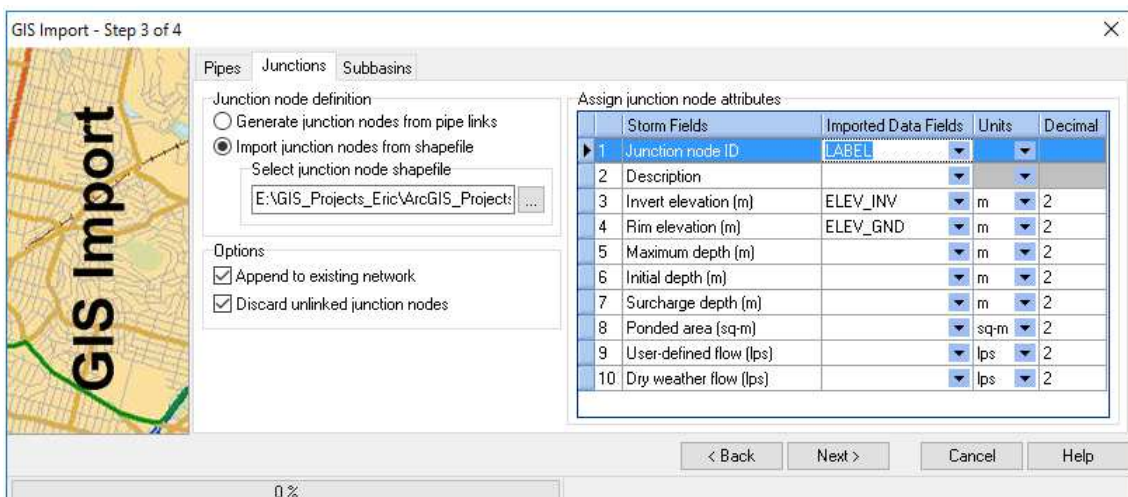 GIS Import - Step 3 of 4
GIS Import
Pipes Junctions Subbasins
Junction node definition
Generate junction nodes from pipe links
Import junction nodes from shapefile
Select junction node shapefile
E:\GIS_Projects_Eric\ArcGIS_Projects ...
Options
Append to existing network
Discard unlinked junction nodes
Assign junction node attributes
Storm Fields Imported Data Fields Units Decimal
1 Junction node ID LABEL
2 Description
3 Invert elevation (m) ELEV_INV m 2
4 Rim elevation (m) ELEV_GND m 2
5 Maximum depth (m) m 2
6 Initial depth (m) m 2
7 Surcharge depth (m) m 2
8 Ponded area (sq-m) sq-m 2
9 User-defined flow (lps) lps 2
10 Dry weather flow (lps) lps 2
< Back Next > Cancel Help
0 %